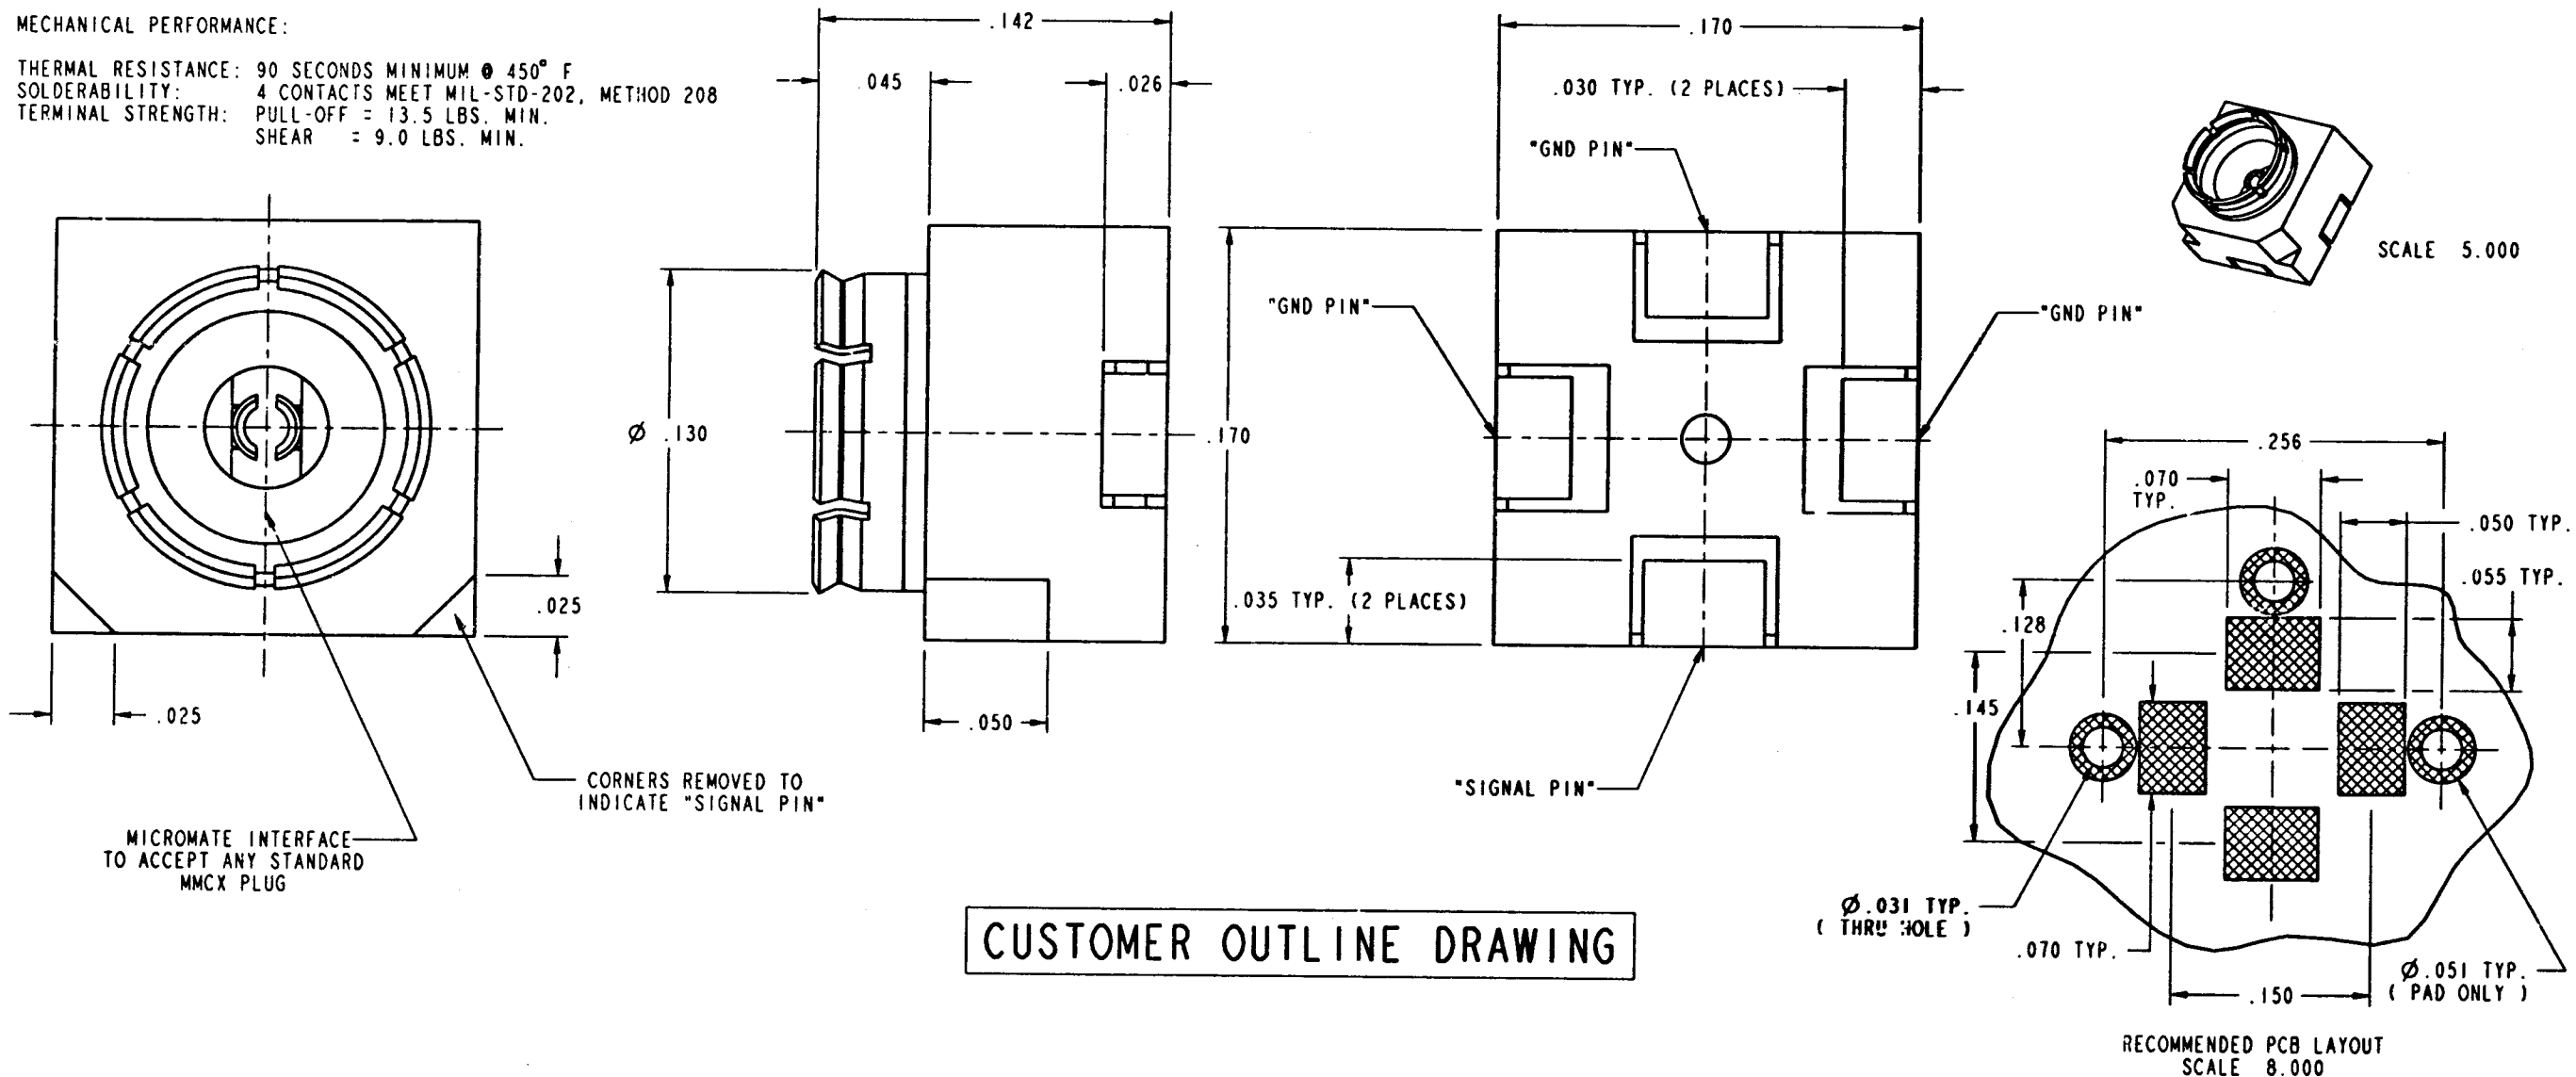 MECHANICAL PERFORMANCE:
THERMAL RESISTANCE: 90 SECONDS MINIMUM @ 450° F
SOLDERABILITY: 4 CONTACTS MEET MIL-STD-202, METHOD 208
TERMINAL STRENGTH: PULL-OFF = 13.5 LBS. MIN.
SHEAR = 9.0 LBS. MIN.
.142
.045
.026
.170
.030 TYP. (2 PLACES)
"GND PIN"
"GND PIN"
"GND PIN"
SCALE 5.000
Ø .130
.170
.035 TYP. (2 PLACES)
.025
.025
.050
"SIGNAL PIN"
CORNERS REMOVED TO
INDICATE "SIGNAL PIN"
MICROMATE INTERFACE
TO ACCEPT ANY STANDARD
MMCX PLUG
.256
.070
TYP.
.050 TYP.
.055 TYP.
.128
.145
Ø.031 TYP.
( THRU HOLE )
.070 TYP.
.150
Ø.051 TYP.
( PAD ONLY )
RECOMMENDED PCB LAYOUT
SCALE 8.000
CUSTOMER OUTLINE DRAWING